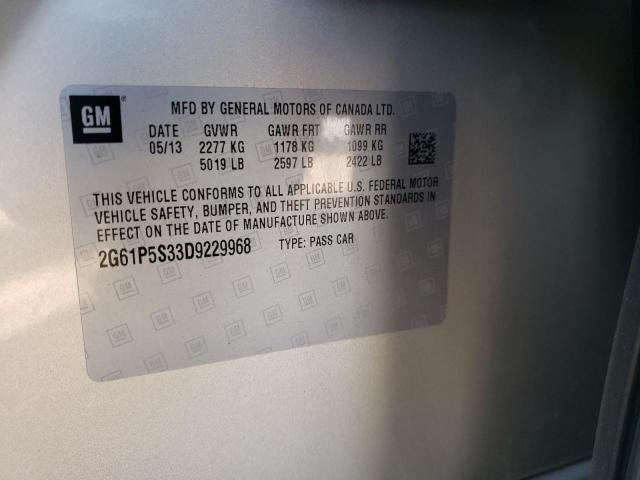 GM
MFD BY GENERAL MOTORS OF CANADA LTD.
DATE GVWR GAWR FRT GAWR RR
05/13 2277 KG 1178 KG 1099 KG
5019 LB 2597 LB 2422 LB
THIS VEHICLE CONFORMS TO ALL APPLICABLE U.S. FEDERAL MOTOR
VEHICLE SAFETY, BUMPER, AND THEFT PREVENTION STANDARDS IN
EFFECT ON THE DATE OF MANUFACTURE SHOWN ABOVE.
2G61P5S33D9229968 TYPE: PASS CAR